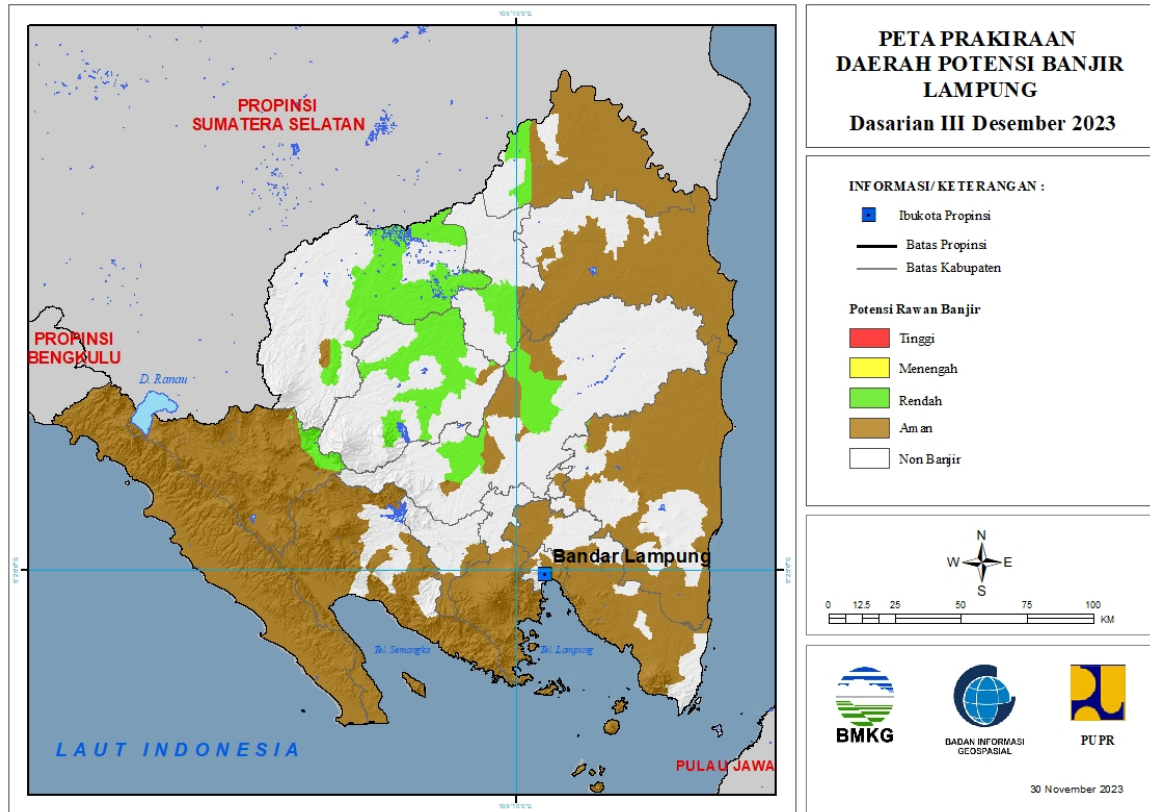 PETA PRAKIRAAN
DAERAH POTENSI BANJIR
LAMPUNG
Dasarian III Desember 2023
INFORMASI/ KETERANGAN :
Ibukota Propinsi
Batas Propinsi
Batas Kabupaten
Potensi Rawan Banjir
Tinggi
Menengah
Rendah
Aman
Non Banjir
N
W E
S
0 12.5 25 50 75 100
KM
BMKG
BADAN INFORMASI
GEOSPASIAL
PUPR
30 November 2023
PROPINSI
SUMATERA SELATAN
PROPINSI
BENGKULU
D. Ranau
Bandar Lampung
Tel. Semangka
Tel. Lampung
LAUT INDONESIA
PULAU JAWA